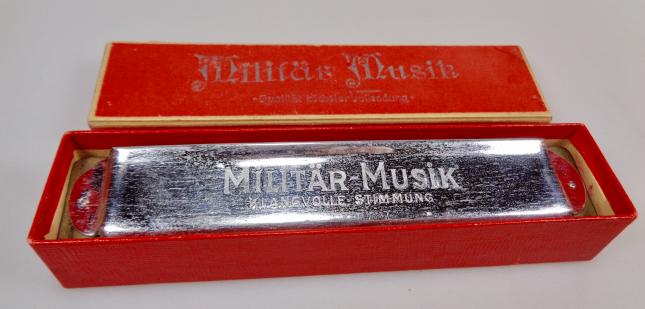 Militär Musik
- Qualität höchster Vollendung -
MILITÄR-MUSIK
KLANGVOLLE STIMMUNG